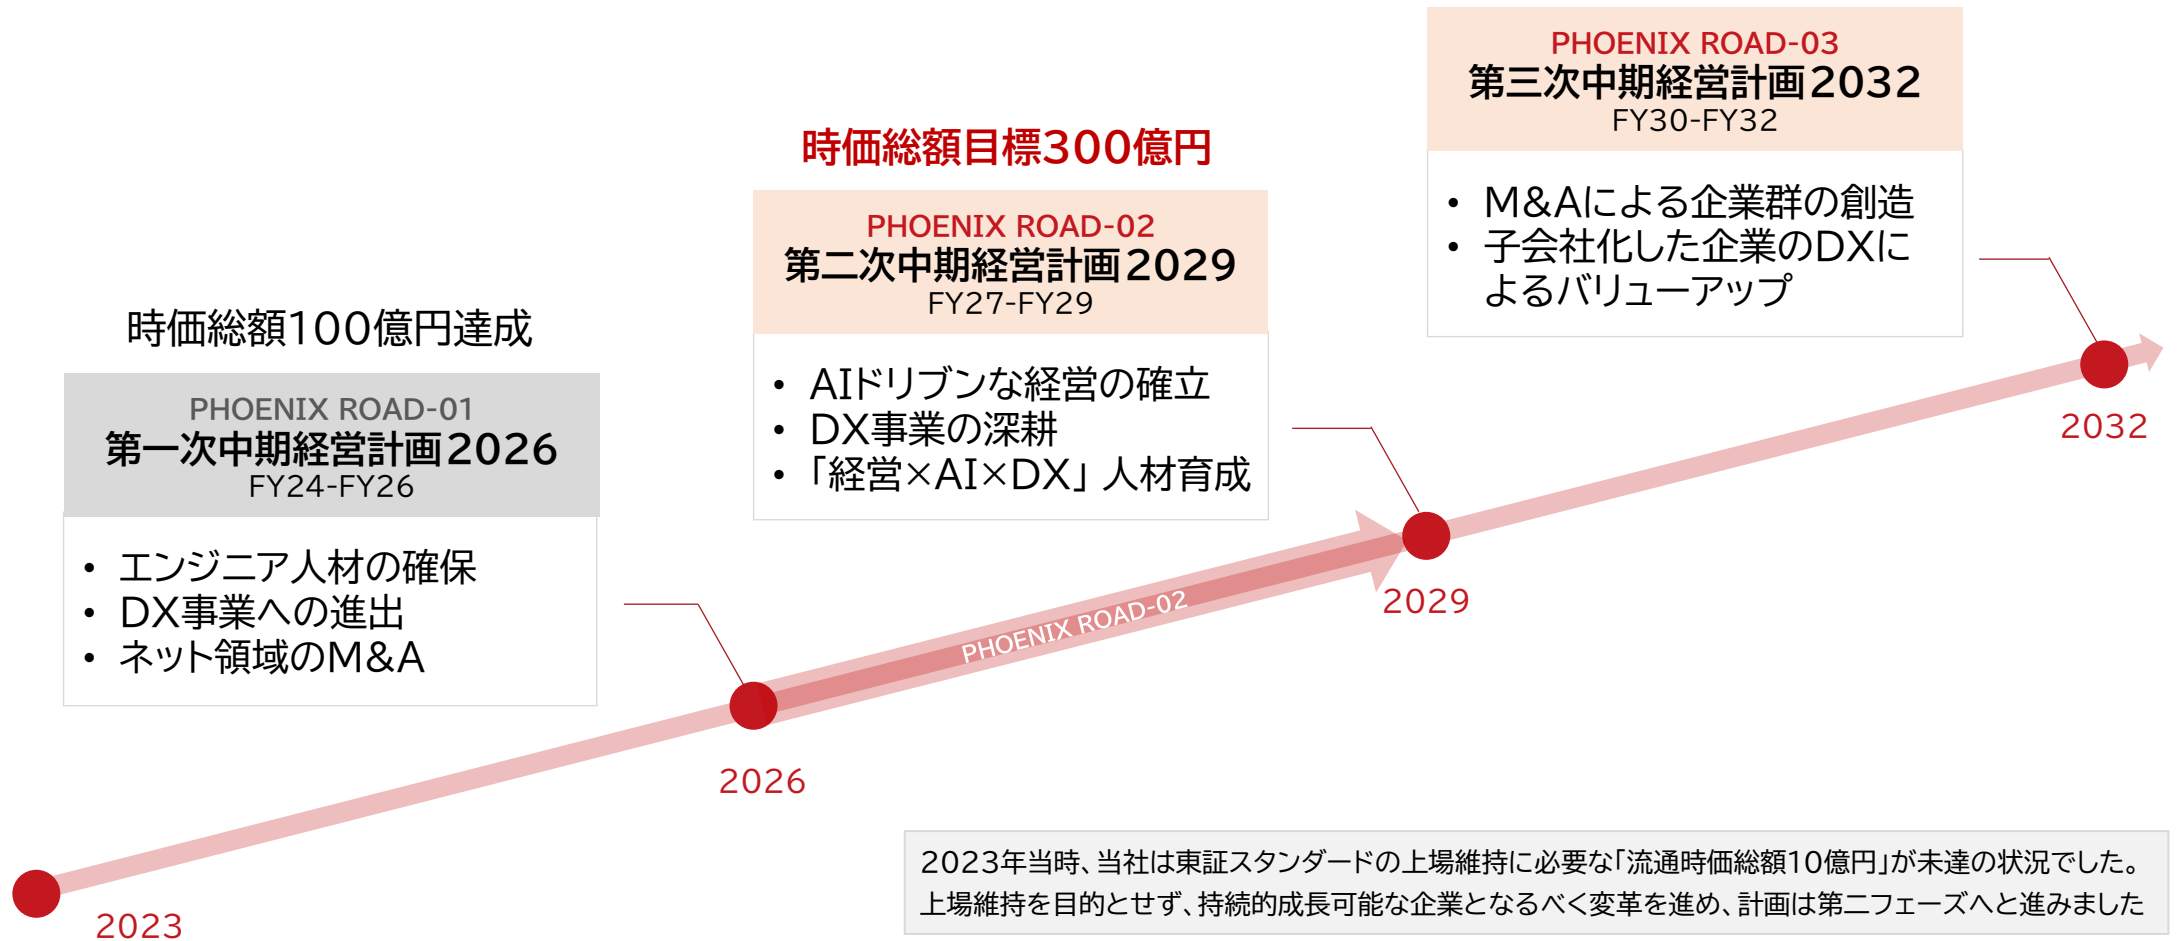 時価総額100億円達成
PHOENIX ROAD-01
第一次中期経営計画2026
FY24-FY26
• エンジニア人材の確保
• DX事業への進出
• ネット領域のM&A
時価総額目標300億円
PHOENIX ROAD-02
第二次中期経営計画2029
FY27-FY29
• AIドリブンな経営の確立
• DX事業の深耕
• 「経営×AI×DX」 人材育成
PHOENIX ROAD-03
第三次中期経営計画2032
FY30-FY32
• M&Aによる企業群の創造
• 子会社化した企業のDXに
よるバリューアップ
PHOENIX ROAD-02
2023
2026
2029
2032
2023年当時、当社は東証スタンダードの上場維持に必要な「流通時価総額10億円」が未達の状況でした。
上場維持を目的とせず、持続的成長可能な企業となるべく変革を進め、計画は第二フェーズへと進みました